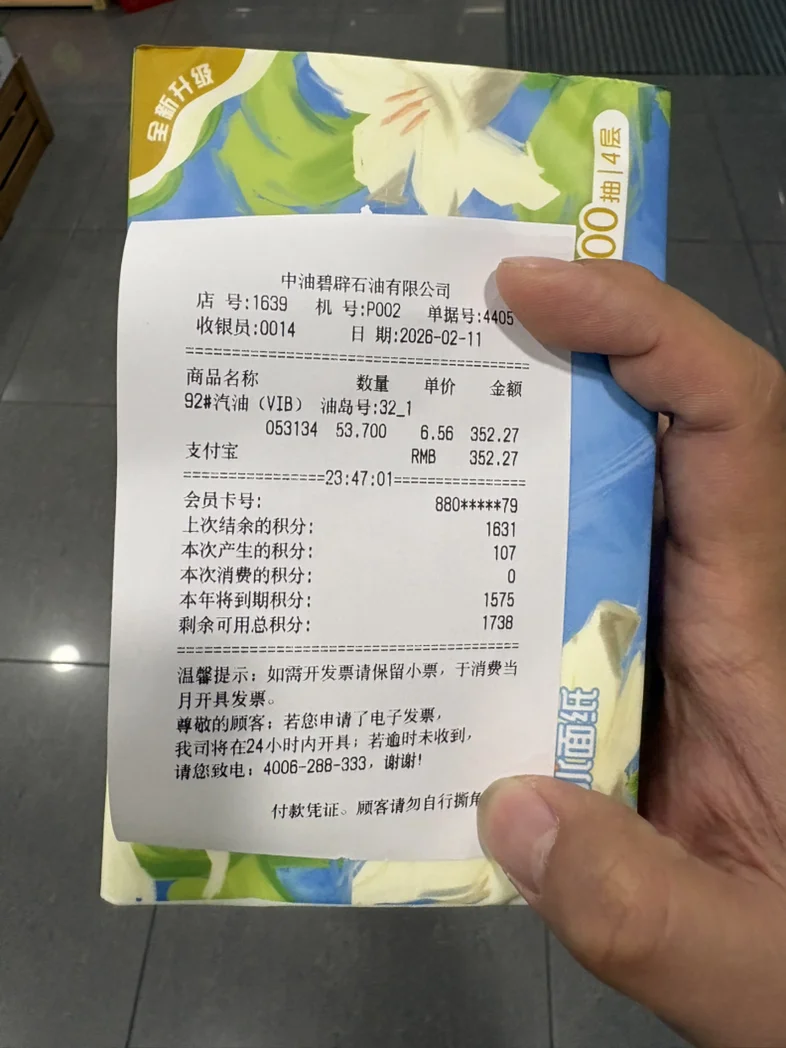 全新升级
00抽|4层
中油碧辟石油有限公司
店 号:1639 机 号:P002 单据号:4405
收银员:0014 日 期:2026-02-11
==================================
商品名称 数量 单价 金额
92#汽油（VIB） 油岛号:32_1
053134 53.700 6.56 352.27
支付宝 RMB 352.27
==============23:47:01==============
会员卡号: 880*****79
上次结余的积分: 1631
本次产生的积分: 107
本次消费的积分: 0
本年将到期积分: 1575
剩余可用总积分: 1738
==================================
温馨提示；如需开发票请保留小票，于消费当
月开具发票。
尊敬的顾客；若您申请了电子发票，
我司将在24小时内开具；若逾时未收到，
请您致电；4006-288-333，谢谢!
付款凭证。顾客请勿自行撕角
面纸